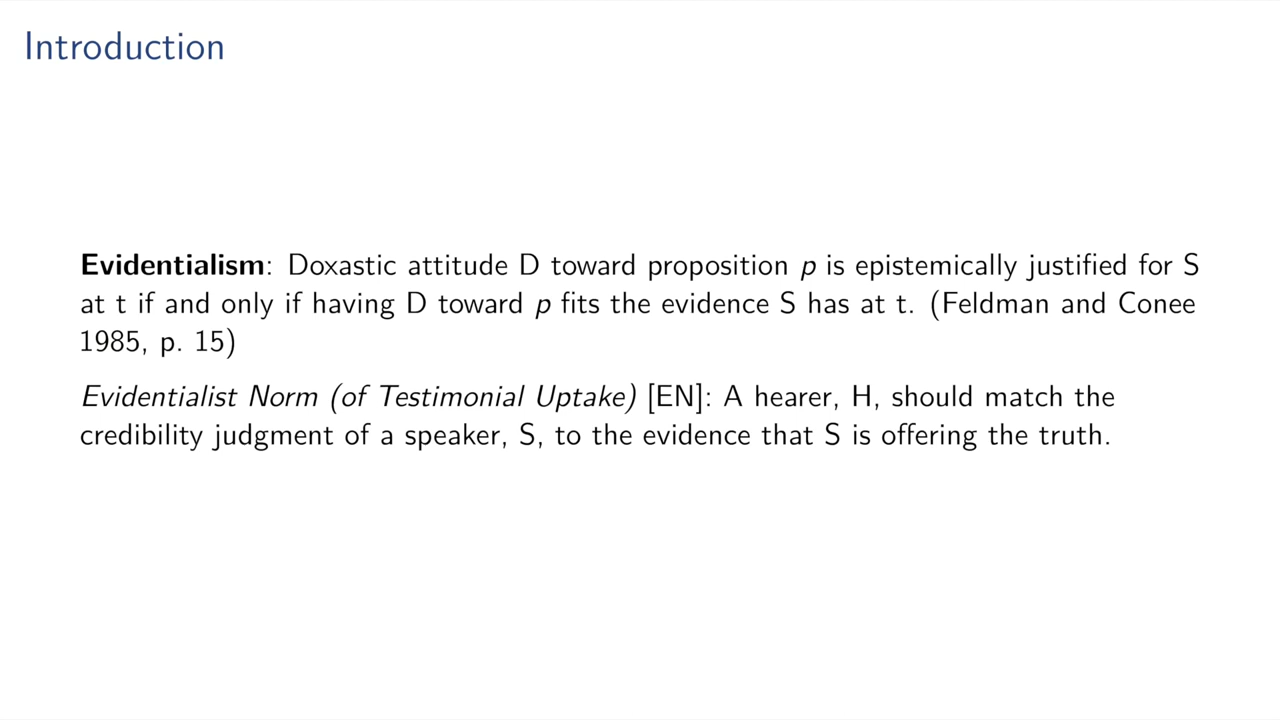 Introduction
Evidentialism: Doxastic attitude D toward proposition p is epistemically justified for S
at t if and only if having D toward p fits the evidence S has at t. (Feldman and Conee
1985, p. 15)
Evidentialist Norm (of Testimonial Uptake) [EN]: A hearer, H, should match the
credibility judgment of a speaker, S, to the evidence that S is offering the truth.